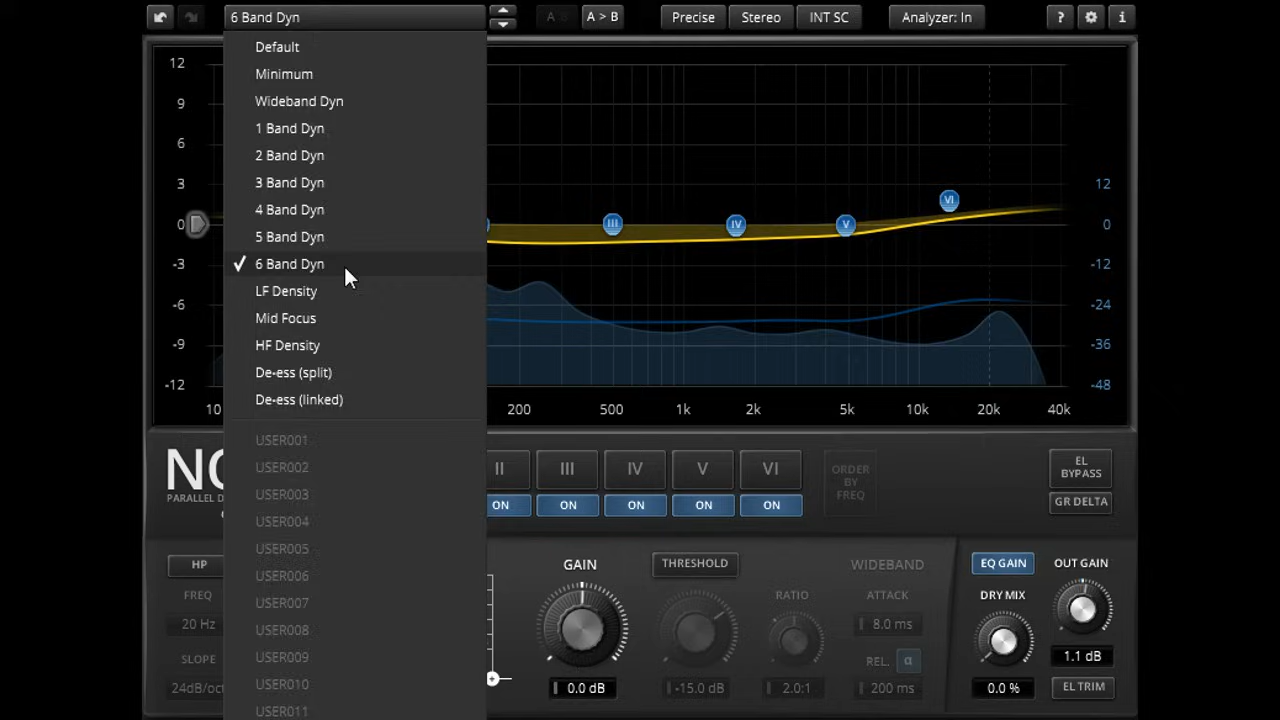 6 Band Dyn
A B
A > B
Precise
Stereo
INT SC
Analyzer: In
?
i
Default
Minimum
Wideband Dyn
1 Band Dyn
2 Band Dyn
3 Band Dyn
4 Band Dyn
5 Band Dyn
6 Band Dyn
LF Density
Mid Focus
HF Density
De-ess (split)
De-ess (linked)
USER001
USER002
USER003
USER004
USER005
USER006
USER007
USER008
USER009
USER010
USER011
12
9
6
3
0
-3
-6
-9
-12
III
IV
V
VI
12
0
-12
-24
-36
-48
10
200
500
1k
2k
5k
10k
20k
40k
NO
PARALLEL D
II
III
IV
V
VI
ON
ON
ON
ON
ON
ORDER
BY
FREQ
EL
BYPASS
GR DELTA
HP
FREQ
20 Hz
SLOPE
24dB/oct
GAIN
0.0 dB
THRESHOLD
-15.0 dB
RATIO
2.0:1
WIDEBAND
ATTACK
8.0 ms
REL. α
200 ms
EQ GAIN
DRY MIX
0.0 %
OUT GAIN
1.1 dB
EL TRIM